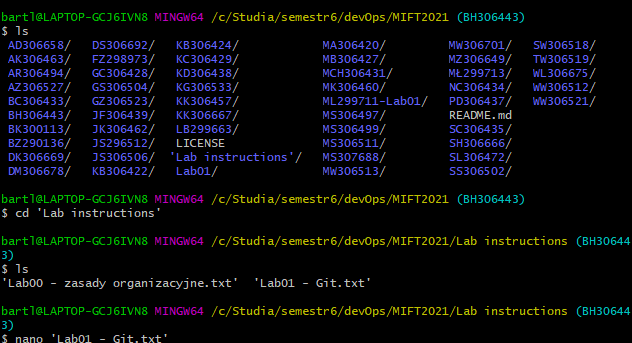 bartl@LAPTOP-GCJ6IVN8 MINGW64 /c/Studia/semestr6/devOps/MIFT2021 (BH306443)
$ ls
AD306658/ DS306692/ KB306424/ MA306420/ MW306701/ SW306518/
AK306463/ FZ298973/ KC306429/ MB306427/ MZ306649/ TW306519/
AR306494/ GC306428/ KD306438/ MCH306431/ MŁ299713/ WL306675/
AZ306527/ GS306504/ KG306533/ MK306460/ NC306434/ WW306512/
BC306433/ GZ306523/ KK306457/ ML299711-Lab01/ PD306437/ WW306521/
BH306443/ JF306439/ KK306667/ MS306497/ README.md
BK300113/ JK306462/ LB299663/ MS306499/ SC306435/
BZ290136/ JS296512/ LICENSE MS306511/ SH306666/
DK306669/ JS306506/ 'Lab instructions'/ MS307688/ SL306472/
DM306678/ KB306422/ Lab01/ MW306513/ SS306502/
bartl@LAPTOP-GCJ6IVN8 MINGW64 /c/Studia/semestr6/devOps/MIFT2021 (BH306443)
$ cd 'Lab instructions'
bartl@LAPTOP-GCJ6IVN8 MINGW64 /c/Studia/semestr6/devOps/MIFT2021/Lab instructions (BH30644
3)
$ ls
'Lab00 - zasady organizacyjne.txt' 'Lab01 - Git.txt'
bartl@LAPTOP-GCJ6IVN8 MINGW64 /c/Studia/semestr6/devOps/MIFT2021/Lab instructions (BH30644
3)
$ nano 'Lab01 - Git.txt'